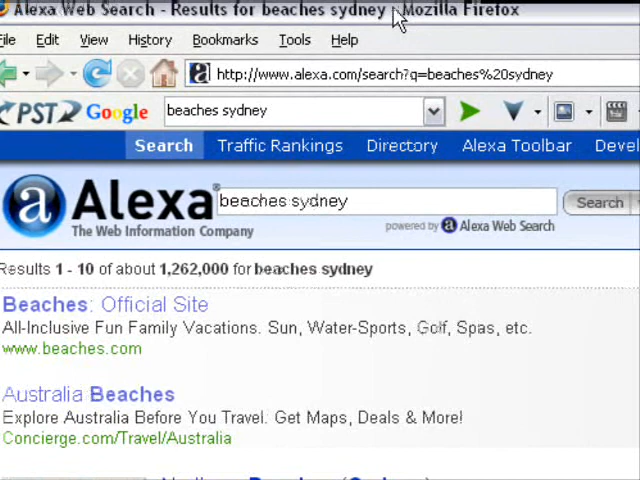 Alexa Web Search - Results for beaches sydney - Mozilla Firefox
File Edit View History Bookmarks Tools Help
a http://www.alexa.com/search?q=beaches%20sydney
PST Google beaches sydney
Search Traffic Rankings Directory Alexa Toolbar Devel
a Alexa® beaches sydney Search
The Web Information Company powered by a Alexa Web Search
Results 1 - 10 of about 1,262,000 for beaches sydney
Beaches: Official Site
All-Inclusive Fun Family Vacations. Sun, Water-Sports, Golf, Spas, etc.
www.beaches.com
Australia Beaches
Explore Australia Before You Travel. Get Maps, Deals & More!
Concierge.com/Travel/Australia